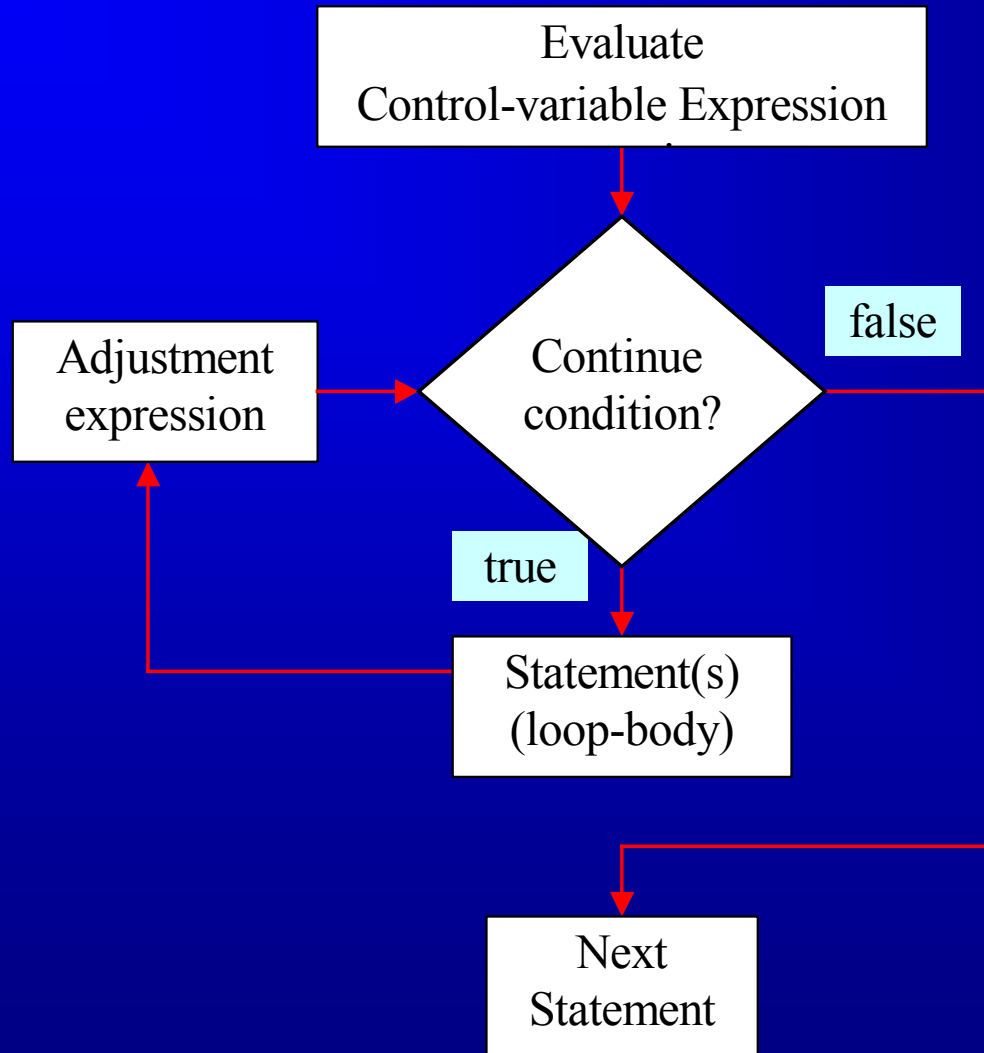 Evaluate
Control-variable Expression
false
Adjustment
expression
Continue
condition?
true
Statement(s)
(loop-body)
Next
Statement